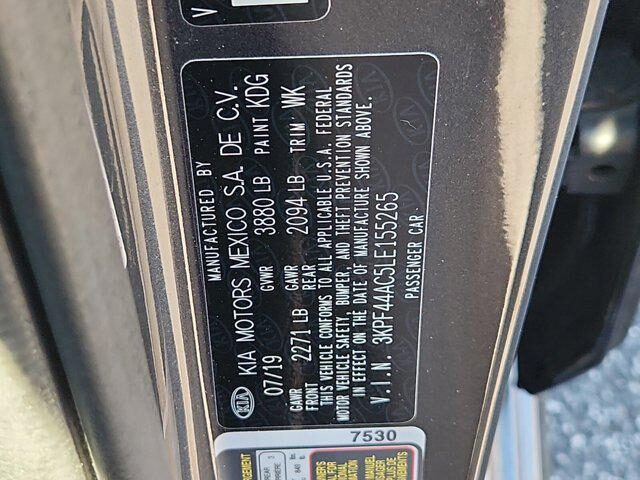 V
MANUFACTURED BY
KIA KIA MOTORS MEXICO S.A. DE C.V.
07/19 GVWR 3880 LB PAINT KDG
GAWR FRONT 2271 LB GAWR REAR 2094 LB TRIM WK
THIS VEHICLE CONFORMS TO ALL APPLICABLE U.S.A. FEDERAL
MOTOR VEHICLE SAFETY, BUMPER, AND THEFT PREVENTION STANDARDS
IN EFFECT ON THE DATE OF MANUFACTURE SHOWN ABOVE.
V.I.N. 3KPF44AC5LE155265
PASSENGER CAR
7530